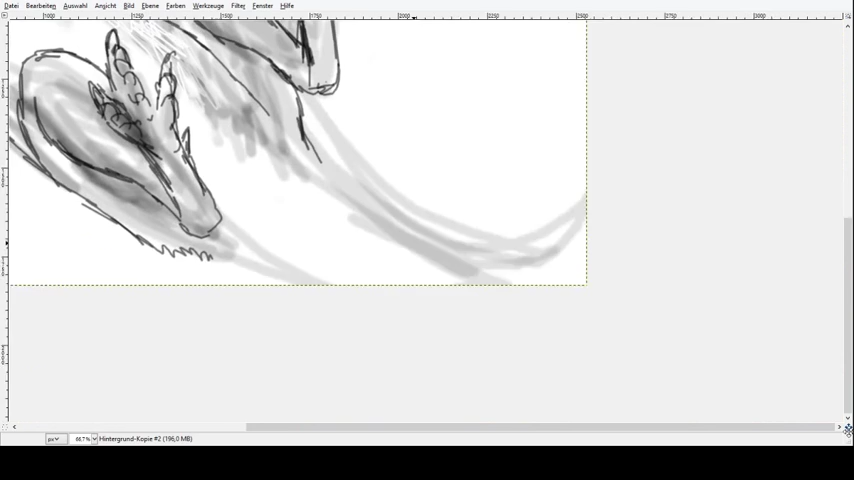 Datei Bearbeiten Auswahl Ansicht Bild Ebene Farben Werkzeuge Filter Fenster Hilfe
1000 1250 1500 1750 2000 2250 2500 2750 3000
px 66.7% Hintergrund-Kopie #2 (196,0 MB)